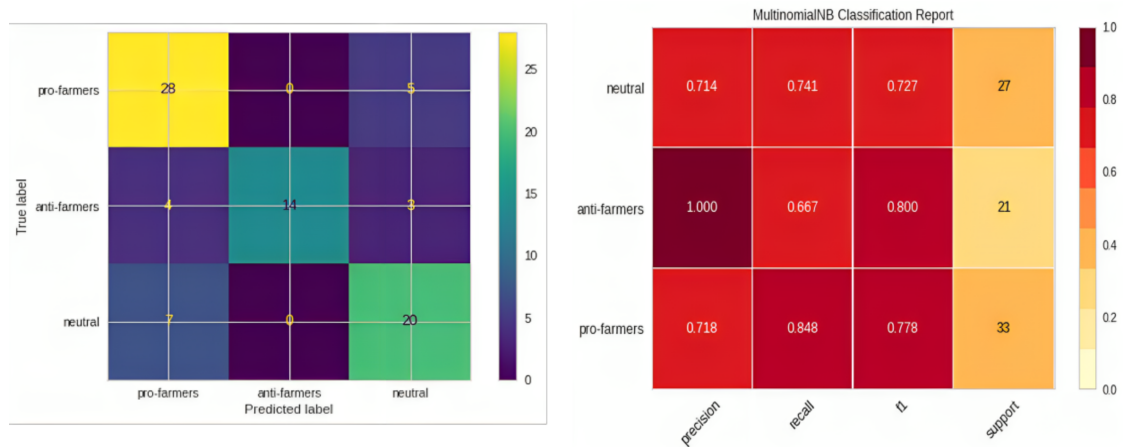 pro-farmers 28 0 5
anti-farmers 4 14 3
neutral 7 0 20
pro-farmers anti-farmers neutral
Predicted label
True label
25
20
15
10
5
0
MultinomialNB Classification Report
neutral 0.714 0.741 0.727 27
anti-farmers 1.000 0.667 0.800 21
pro-farmers 0.718 0.848 0.778 33
precision recall f1 support
1.0
0.8
0.6
0.4
0.2
0.0